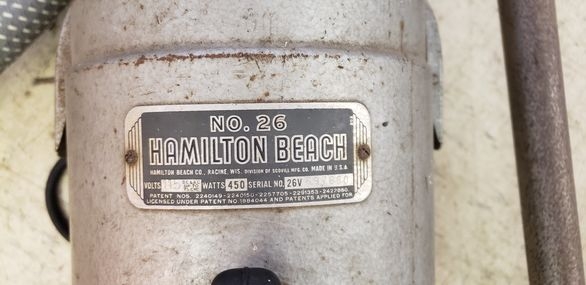 NO. 26
HAMILTON BEACH
HAMILTON BEACH CO., RACINE, WIS. DIVISION OF SCOVILL MFG. CO. MADE IN U.S.A.
VOLTS WATTS 450 SERIAL NO. 26V
PATENT NOS. 2240149-2240150-2257705-2291353-2427880.
LICENSED UNDER PATENT NO 1984044 AND PATENTS APPLIED FOR